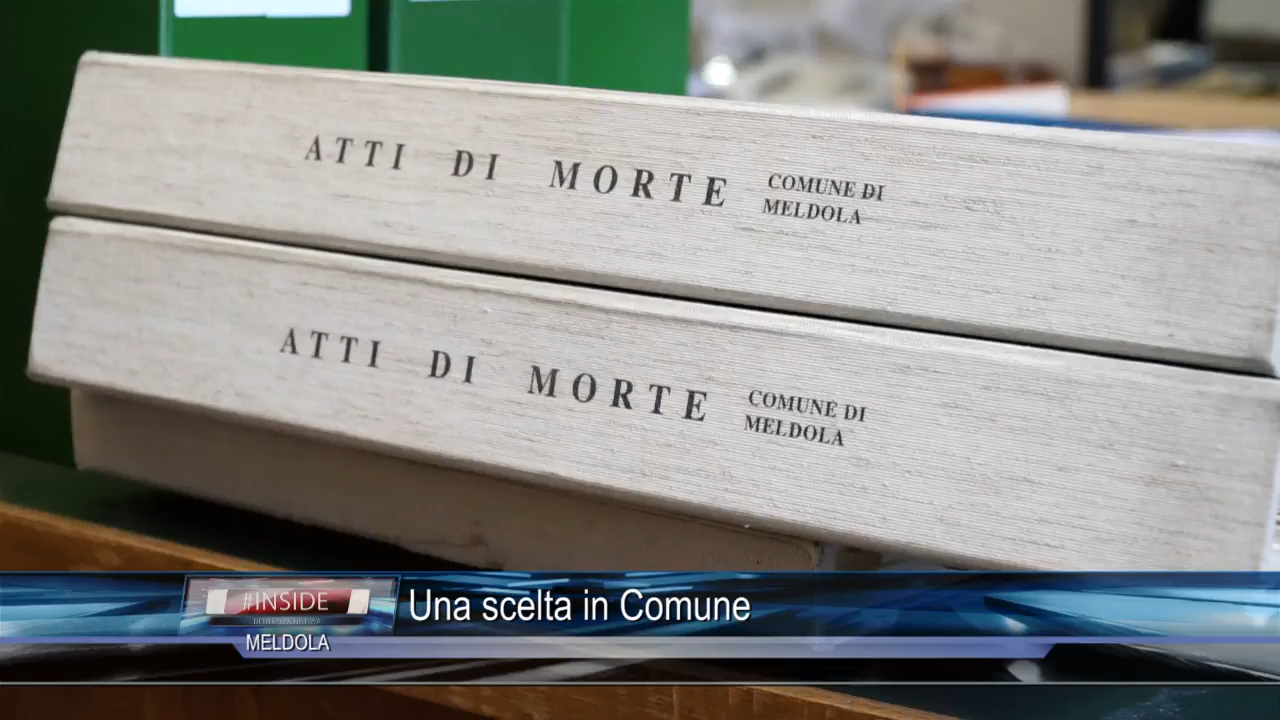 ATTI DI MORTE COMUNE DI
MELDOLA
ATTI DI MORTE COMUNE DI
MELDOLA
#INSIDE
Una scelta in Comune
MELDOLA